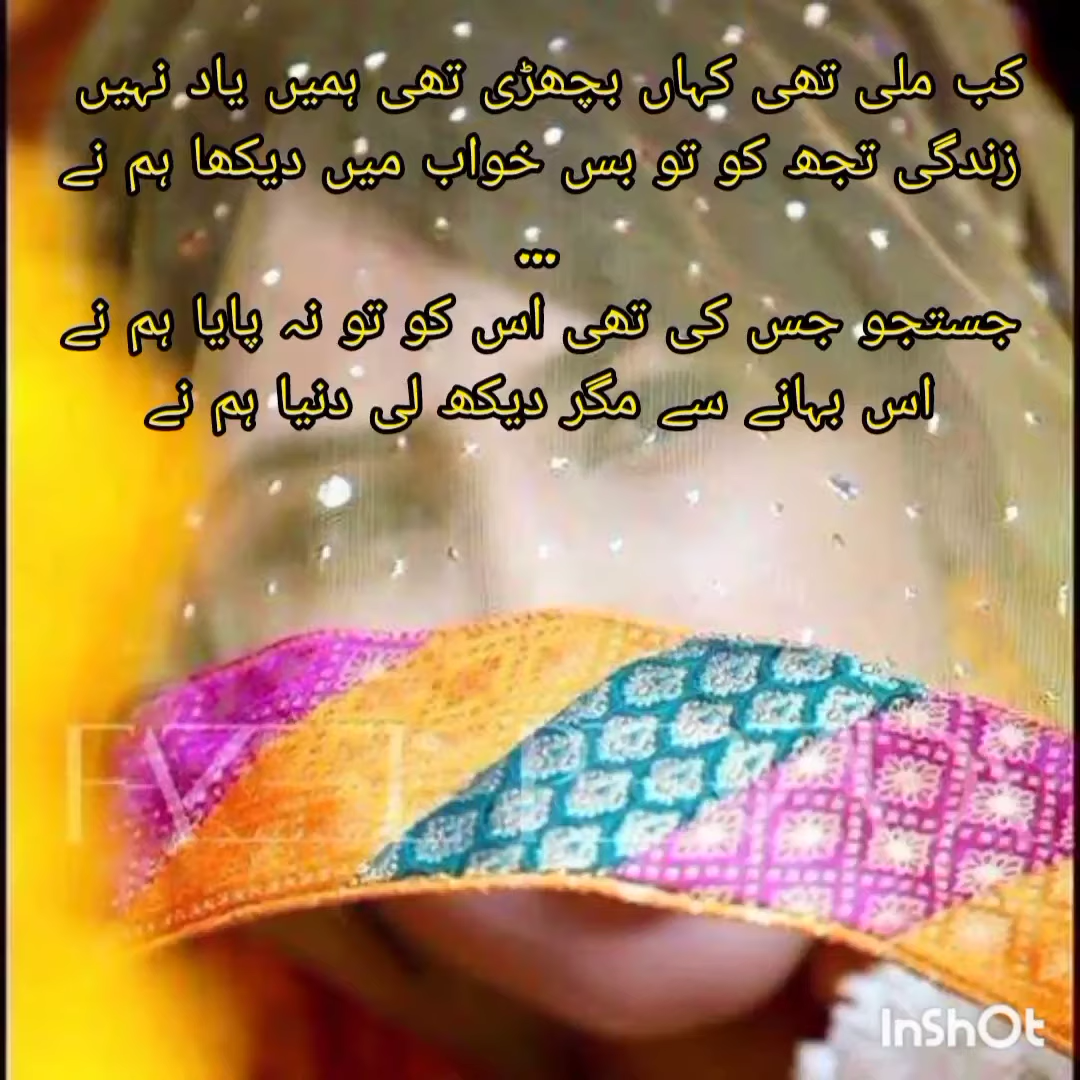 کب ملی تھی کہاں بچھڑی تھی ہمیں یاد نہیں
زندگی تجھ کو تو بس خواب میں دیکھا ہم نے
...
جستجو جس کی تھی اس کو تو نہ پایا ہم نے
اس بہانے سے مگر دیکھ لی دنیا ہم نے
InShOt